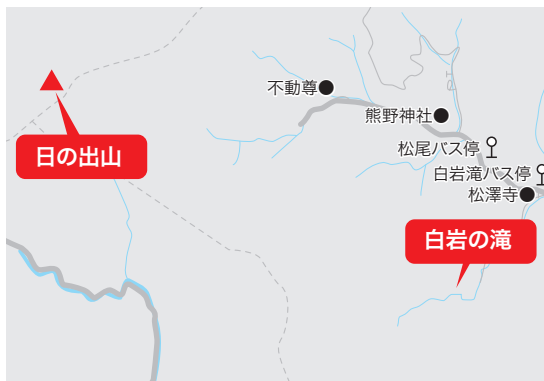 不動尊
熊野神社
日の出山
松尾バス停
白岩滝バス停
松澤寺
白岩の滝